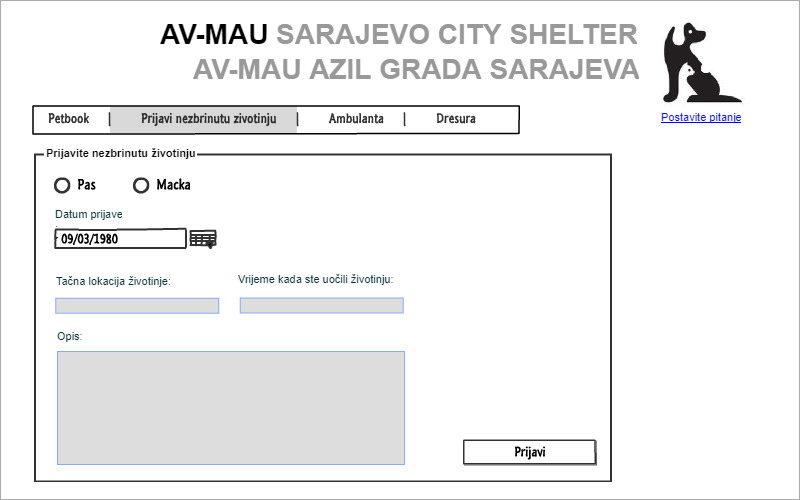 AV-MAU SARAJEVO CITY SHELTER
AV-MAU AZIL GRADA SARAJEVA
Postavite pitanje
Petbook | Prijavi nezbrinutu zivotinju | Ambulanta | Dresura
Prijavite nezbrinutu životinju
Pas Macka
Datum prijave
09/03/1980
Tačna lokacija životinje: Vrijeme kada ste uočili životinju:
Opis:
Prijavi